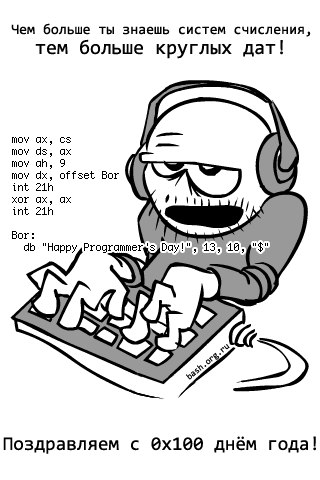 Чем больше ты знаешь систем счисления,
тем больше круглых дат!
mov ax, cs
mov ds, ax
mov ah, 9
mov dx, offset Bor
int 21h
xor ax, ax
int 21h
Bor:
db "Happy Programmer's Day!", 13, 10, "$"
bash.org.ru
Поздравляем с 0x100 днём года!